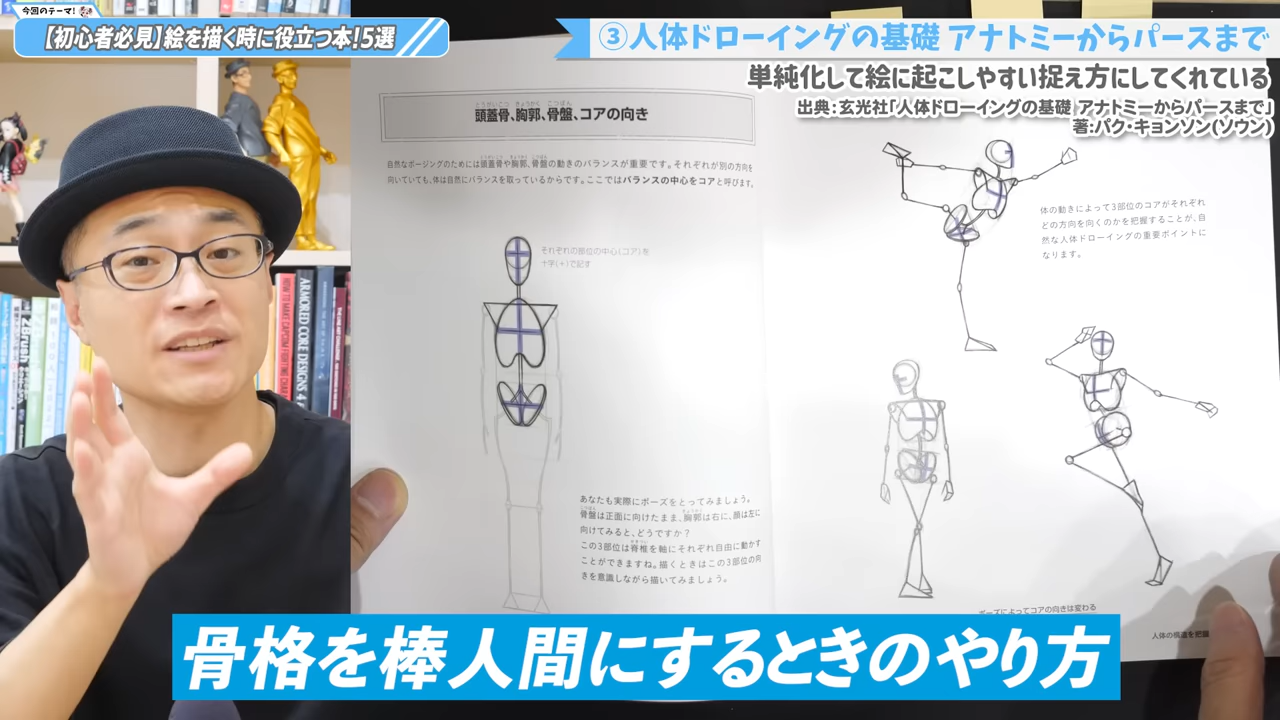 今回のテーマ!
【初心者必見】絵を描く時に役立つ本!5選
③人体ドローイングの基礎 アナトミーからパースまで
単純化して絵に起こしやすい捉え方にしてくれている
出典:玄光社「人体ドローイングの基礎 アナトミーからパースまで」
著:パク・キョンソン(ソウン)
頭蓋骨、胸郭、骨盤、コアの向き
自然なポージングのためには頭蓋骨や胸郭、骨盤の動きのバランスが重要です。それぞれが別の方向を
向いていても、体は自然にバランスを取っているからです。ここではバランスの中心をコアと呼びます。
それぞれの部位の中心(コア)を
十字(+)で記す
体の動きによって3部位のコアがそれぞれ
どの方向を向くのかを把握することが、自
然な人体ドローイングの重要ポイントに
なります。
あなたも実際にポーズをとってみましょう。
骨盤は正面に向けたまま、胸郭は右に、顔は左に
向けてみると、どうですか?
この3部位は脊椎を軸にそれぞれ自由に動かす
ことができますね。描くときはこの3部位の向
きを意識しながら描いてみましょう。
ポーズによってコアの向きは変わる
人体の構造を把握
HOW TO MAKE CAPCOM FIGHTING CHAR
ARMORED CORE DESIGNS 4
骨格を棒人間にするときのやり方